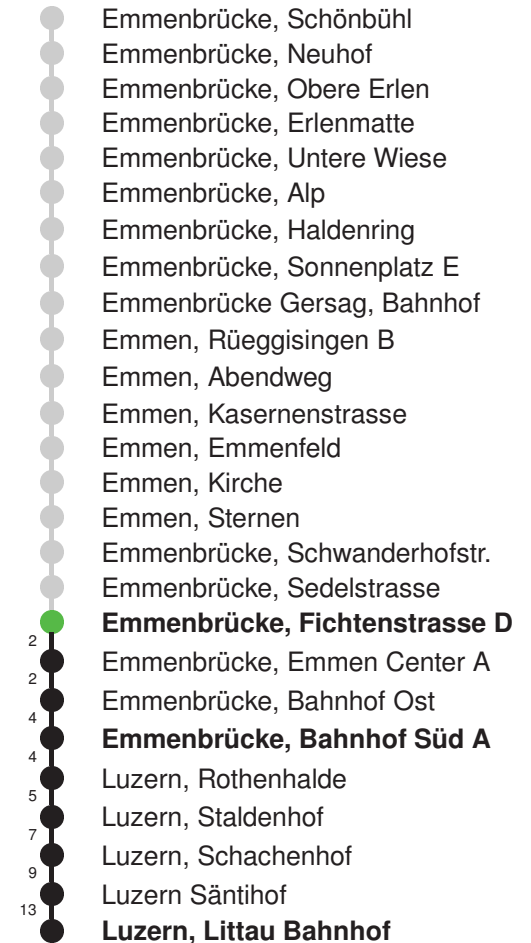 Emmenbrücke, Schönbühl
Emmenbrücke, Neuhof
Emmenbrücke, Obere Erlen
Emmenbrücke, Erlenmatte
Emmenbrücke, Untere Wiese
Emmenbrücke, Alp
Emmenbrücke, Haldenring
Emmenbrücke, Sonnenplatz E
Emmenbrücke Gersag, Bahnhof
Emmen, Rüeggisingen B
Emmen, Abendweg
Emmen, Kasernenstrasse
Emmen, Emmenfeld
Emmen, Kirche
Emmen, Sternen
Emmenbrücke, Schwanderhofstr.
Emmenbrücke, Sedelstrasse
Emmenbrücke, Fichtenstrasse D
2
Emmenbrücke, Emmen Center A
2
Emmenbrücke, Bahnhof Ost
4
Emmenbrücke, Bahnhof Süd A
4
Luzern, Rothenhalde
5
Luzern, Staldenhof
7
Luzern, Schachenhof
9
Luzern Säntihof
13
Luzern, Littau Bahnhof